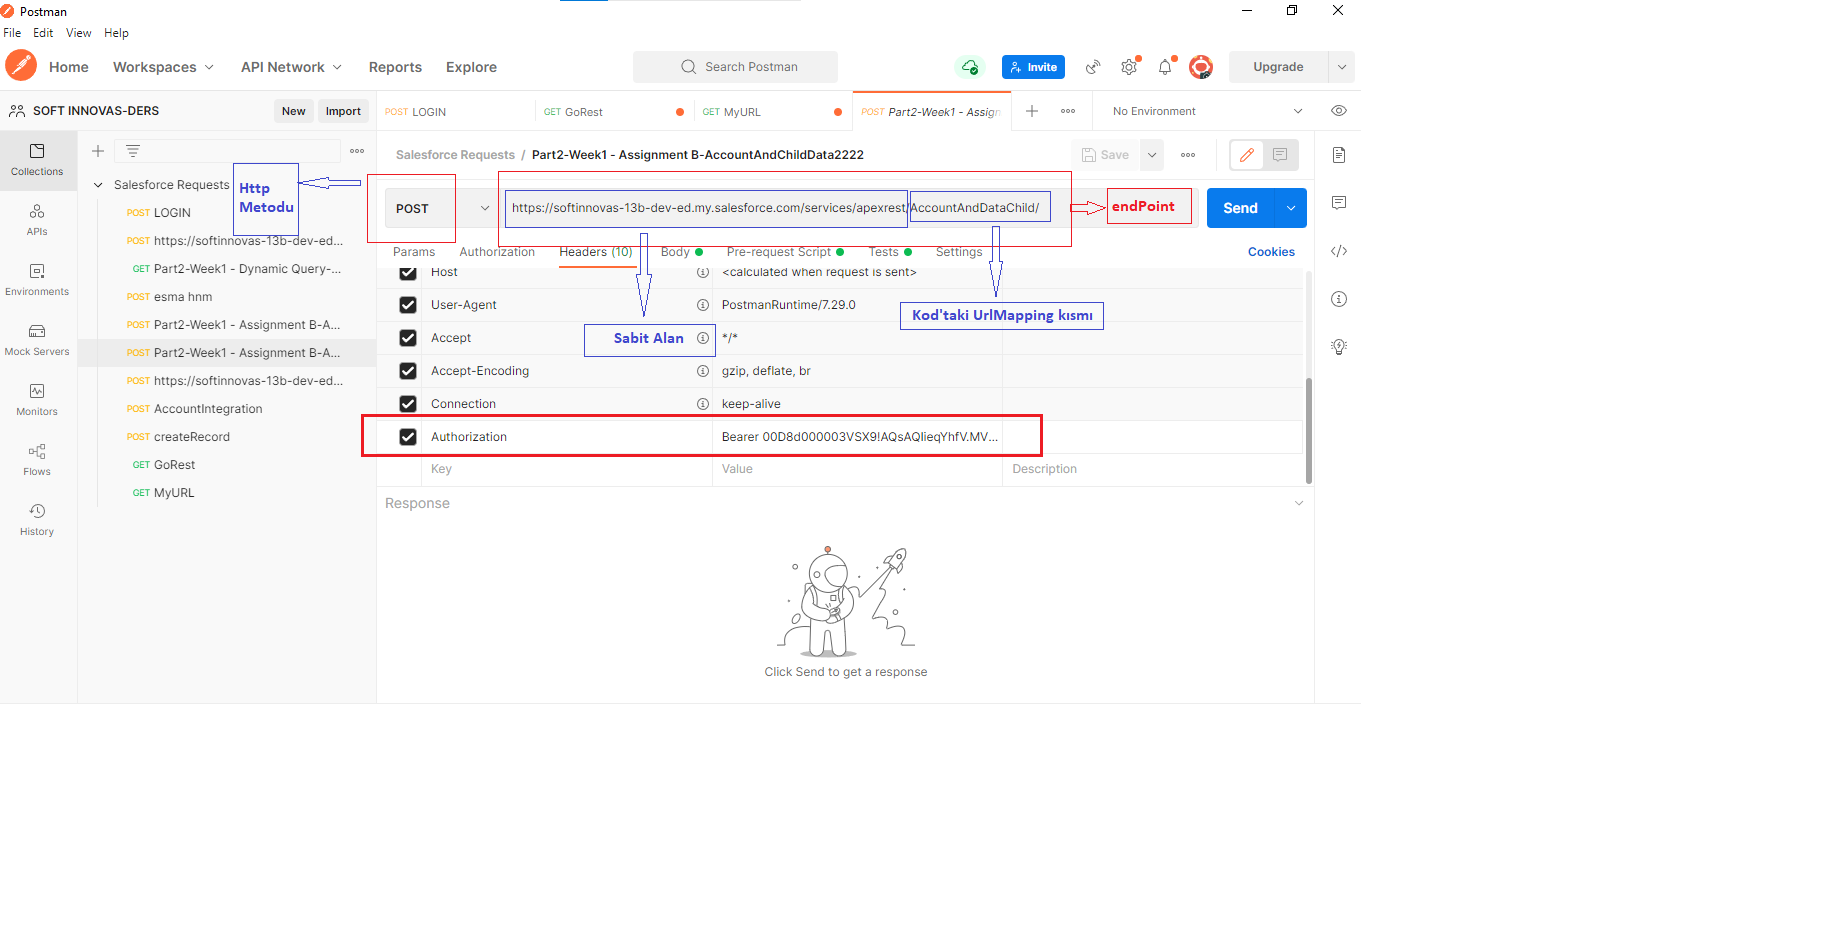 Postman
File Edit View Help
Home Workspaces API Network Reports Explore Search Postman Invite Upgrade
SOFT INNOVAS-DERS New Import
POST LOGIN GET GoRest GET MyURL POST Part2-Week1 - Assign No Environment
Collections
APIs
Environments
Mock Servers
Monitors
Flows
History
Salesforce Requests
POST LOGIN
POST https://softinnovas-13b-dev-ed...
GET Part2-Week1 - Dynamic Query-...
POST esma hnm
POST Part2-Week1 - Assignment B-A...
POST Part2-Week1 - Assignment B-A...
POST https://softinnovas-13b-dev-ed...
POST AccountIntegration
POST createRecord
GET GoRest
GET MyURL
Http
Metodu
Salesforce Requests / Part2-Week1 - Assignment B-AccountAndChildData2222 Save
POST https://softinnovas-13b-dev-ed.my.salesforce.com/services/apexrest/AccountAndDataChild/ endPoint Send
Params Authorization Headers (10) Body Pre-request Script Tests Settings Cookies
Host <calculated when request is sent>
User-Agent PostmanRuntime/7.29.0
Kod'taki UrlMapping kısmı
Sabit Alan
Accept */*
Accept-Encoding gzip, deflate, br
Connection keep-alive
Authorization Bearer 00D8d000003VSX9!AQsAQIieqYhfV.MV...
Key Value Description
Response
Click Send to get a response